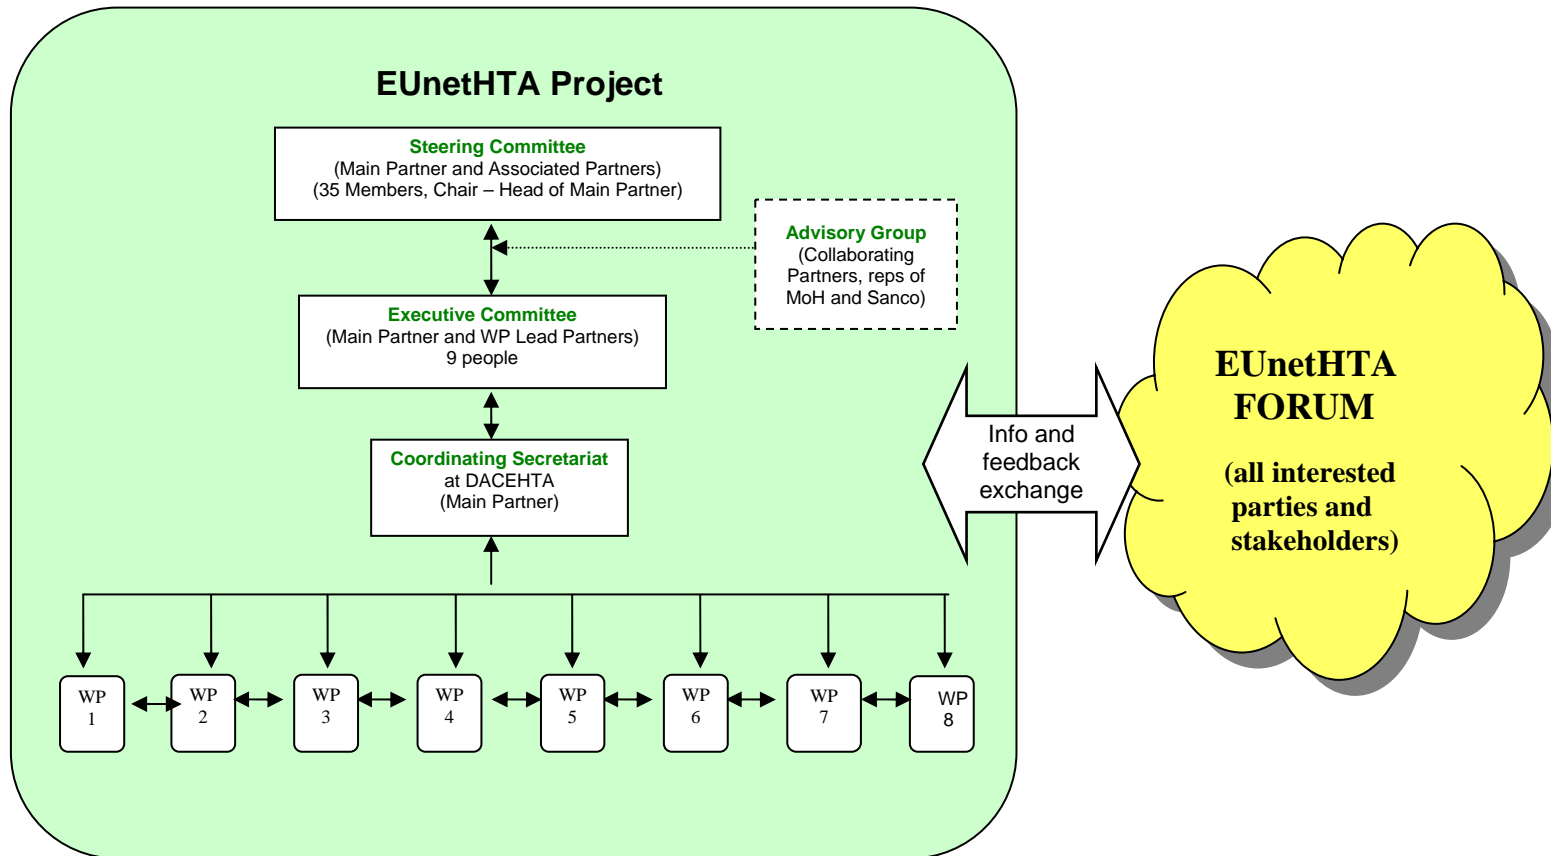 EUnetHTA Project
Steering Committee
(Main Partner and Associated Partners)
(35 Members, Chair – Head of Main Partner)
Advisory Group
(Collaborating
Partners, reps of
MoH and Sanco)
Executive Committee
(Main Partner and WP Lead Partners)
9 people
Coordinating Secretariat
at DACEHTA
(Main Partner)
Info and
feedback
exchange
EUnetHTA
FORUM
(all interested
parties and
stakeholders)
WP
1
WP
2
WP
3
WP
4
WP
5
WP
6
WP
7
WP
8